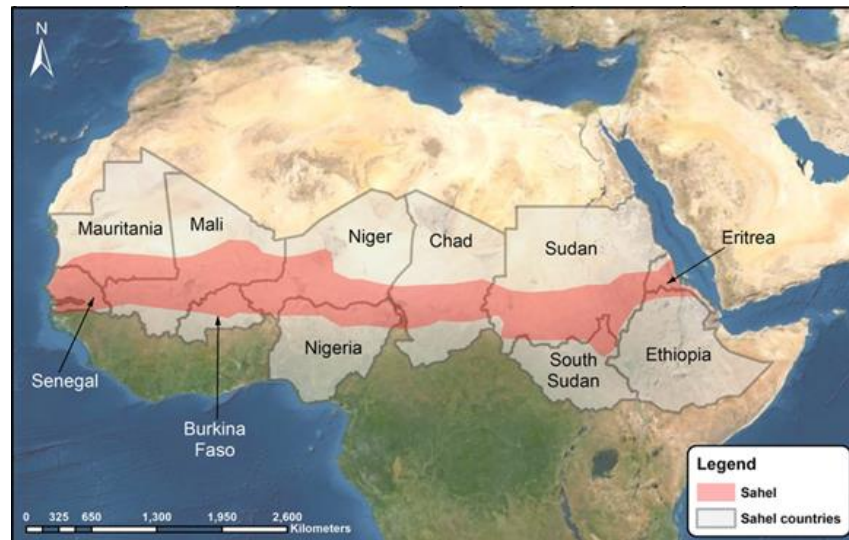 N
Mauritania
Mali
Niger
Chad
Sudan
Eritrea
Nigeria
South
Sudan
Ethiopia
Senegal
Burkina
Faso
Legend
Sahel
Sahel countries
0 325 650 1,300 1,950 2,600
Kilometers